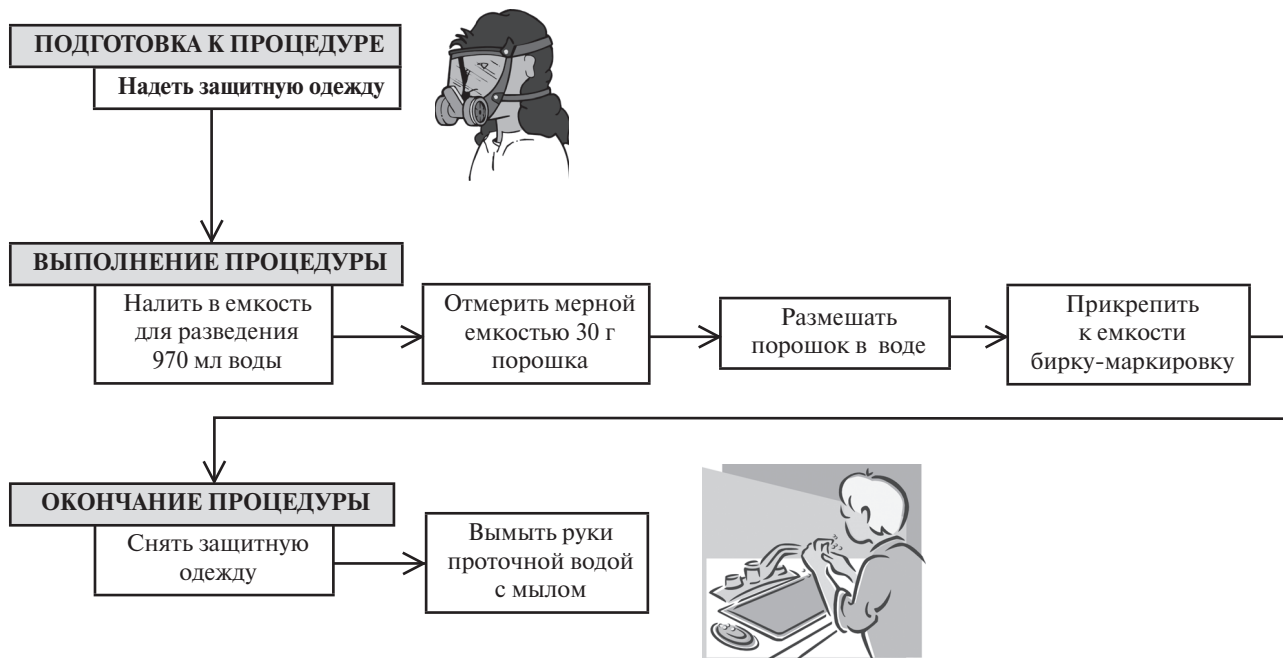 ПОДГОТОВКА К ПРОЦЕДУРЕ
Надеть защитную одежду
ВЫПОЛНЕНИЕ ПРОЦЕДУРЫ
Налить в емкость
для разведения
970 мл воды
Отмерить мерной
емкостью 30 г
порошка
Размешать
порошок в воде
Прикрепить
к емкости
бирку-маркировку
ОКОНЧАНИЕ ПРОЦЕДУРЫ
Снять защитную
одежду
Вымыть руки
проточной водой
с мылом